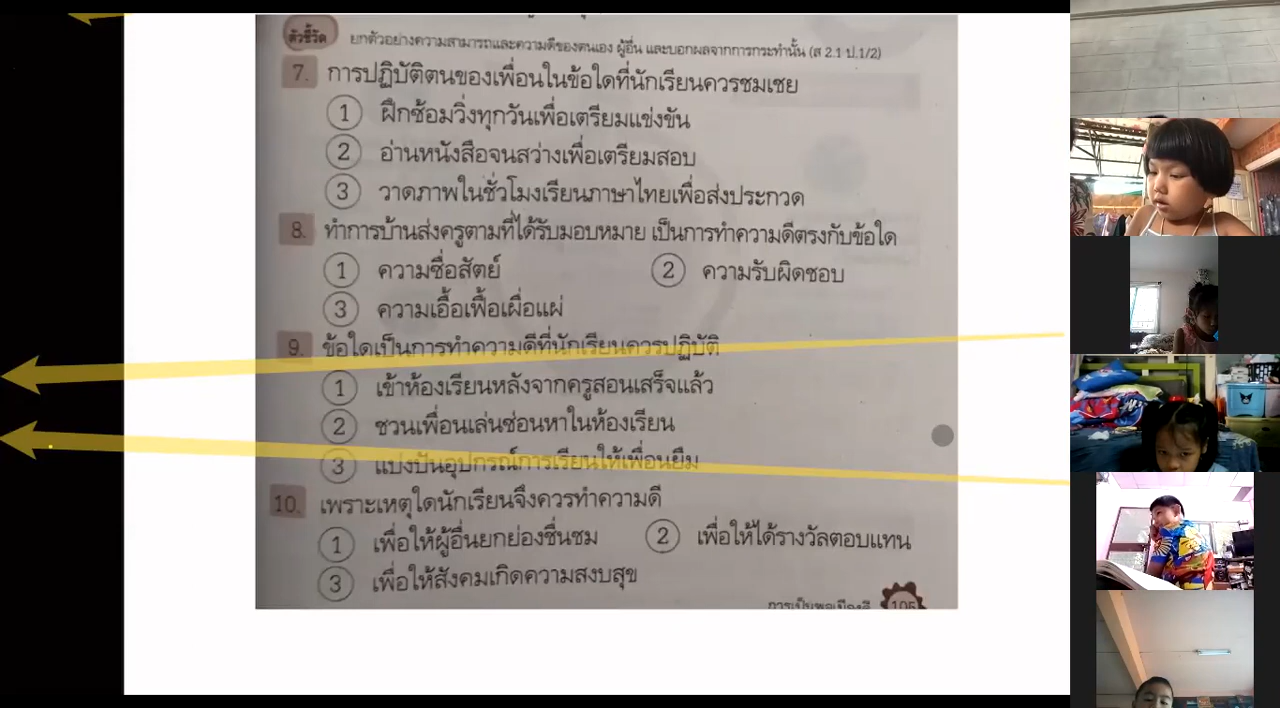 ตัวชี้วัด
ยกตัวอย่างความสามารถและความดีของตนเอง ผู้อื่น และบอกผลจากการกระทำนั้น (ส 2.1 ป.1/2)
7. การปฏิบัติตนของเพื่อนในข้อใดที่นักเรียนควรชมเชย
1 ฝึกซ้อมวิ่งทุกวันเพื่อเตรียมแข่งขัน
2 อ่านหนังสือจนสว่างเพื่อเตรียมสอบ
3 วาดภาพในชั่วโมงเรียนภาษาไทยเพื่อส่งประกวด
8. ทำการบ้านส่งครูตามที่ได้รับมอบหมาย เป็นการทำความดีตรงกับข้อใด
1 ความซื่อสัตย์ 2 ความรับผิดชอบ
3 ความเอื้อเฟื้อเผื่อแผ่
9. ข้อใดเป็นการทำความดีที่นักเรียนควรปฏิบัติ
1 เข้าห้องเรียนหลังจากครูสอนเสร็จแล้ว
2 ชวนเพื่อนเล่นซ่อนหาในห้องเรียน
3 แบ่งปันอุปกรณ์การเรียนให้เพื่อนยืม
10. เพราะเหตุใดนักเรียนจึงควรทำความดี
1 เพื่อให้ผู้อื่นยกย่องชื่นชม 2 เพื่อให้ได้รางวัลตอบแทน
3 เพื่อให้สังคมเกิดความสงบสุข
การเป็นพลเมืองดี 105